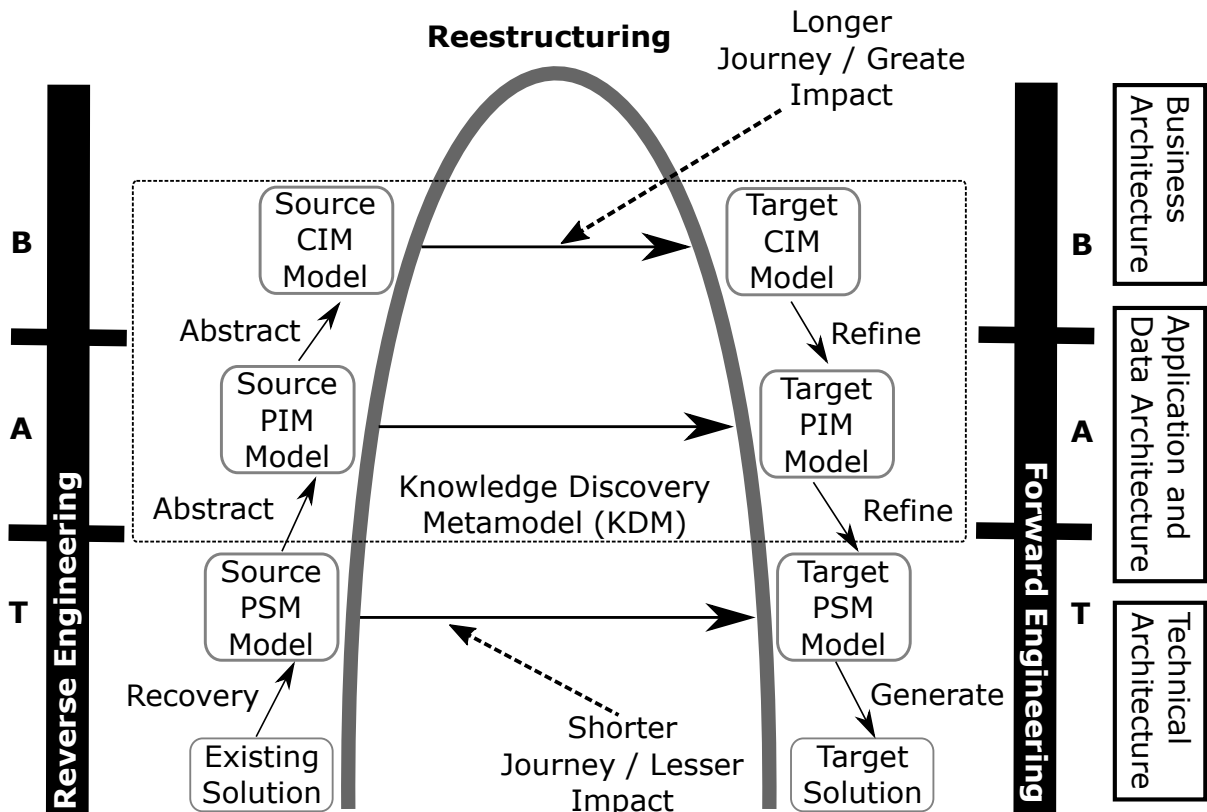 Reestructuring
Longer
Journey / Greate
Impact
Business
Architecture
Source
CIM
Model
Target
CIM
Model
B
B
Abstract
Refine
Application and
Data Architecture
Source
PIM
Model
Target
PIM
Model
A
A
Knowledge Discovery
Metamodel (KDM)
Abstract
Refine
Reverse Engineering
Forward Engineering
Source
PSM
Model
Target
PSM
Model
T
T
Technical
Architecture
Recovery
Generate
Shorter
Journey / Lesser
Impact
Existing
Solution
Target
Solution